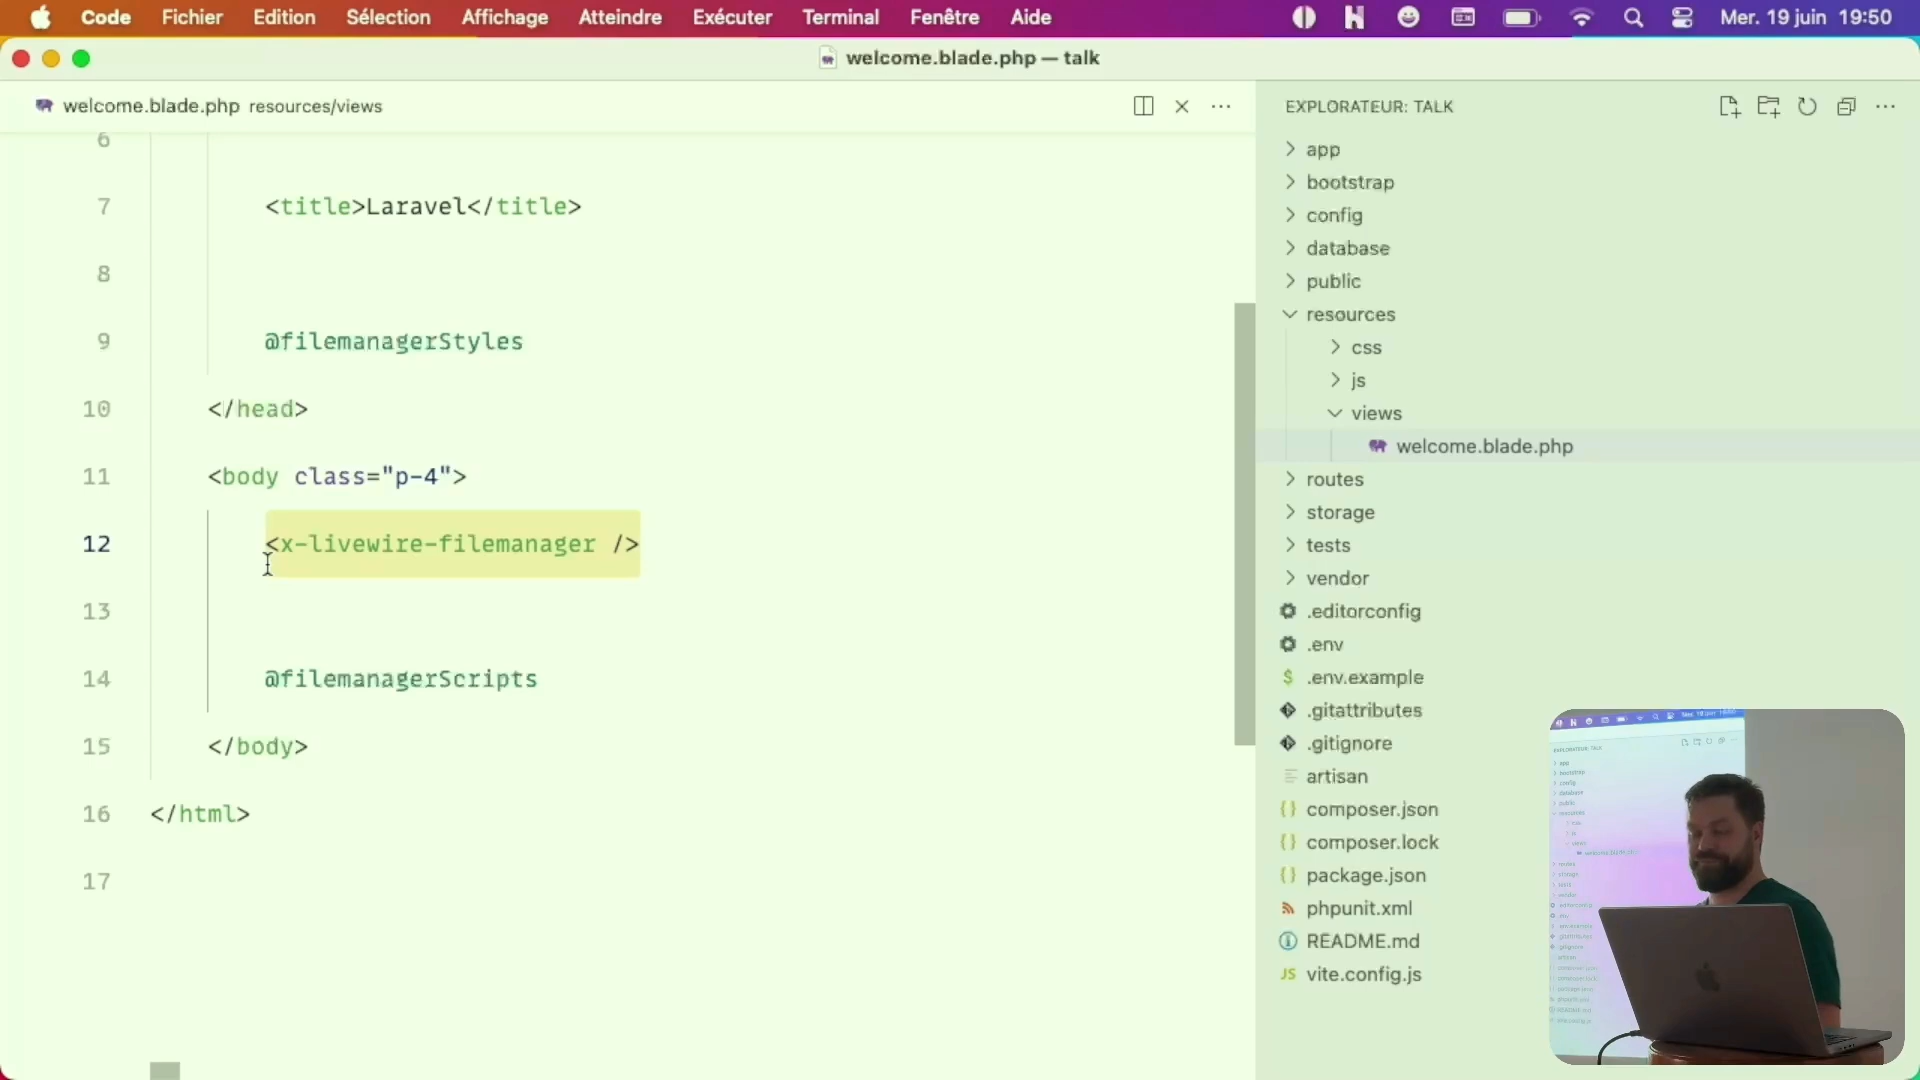 Code Fichier Edition Sélection Affichage Atteindre Exécuter Terminal Fenêtre Aide Mer. 19 juin 19:50
welcome.blade.php — talk
welcome.blade.php resources/views
6
7 <title>Laravel</title>
8
9 @filemanagerStyles
10 </head>
11 <body class="p-4">
12 <x-livewire-filemanager />
13
14 @filemanagerScripts
15 </body>
16 </html>
17
EXPLORATEUR: TALK
app
bootstrap
config
database
public
resources
css
js
views
welcome.blade.php
routes
storage
tests
vendor
.editorconfig
.env
$ .env.example
.gitattributes
.gitignore
artisan
{} composer.json
{} composer.lock
{} package.json
phpunit.xml
README.md
JS vite.config.js